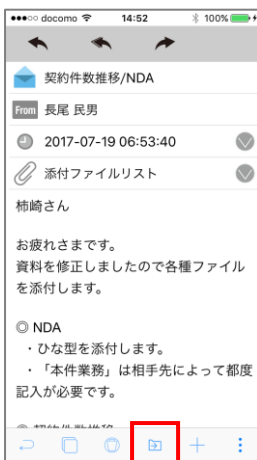 docomo 14:52 100%
契約件数推移/NDA
From 長尾 民男
2017-07-19 06:53:40
添付ファイルリスト
柿崎さん
お疲れさまです。
資料を修正しましたので各種ファイル
を添付します。
◎ NDA
・ひな型を添付します。
・「本件業務」は相手先によって都度
記入が必要です。